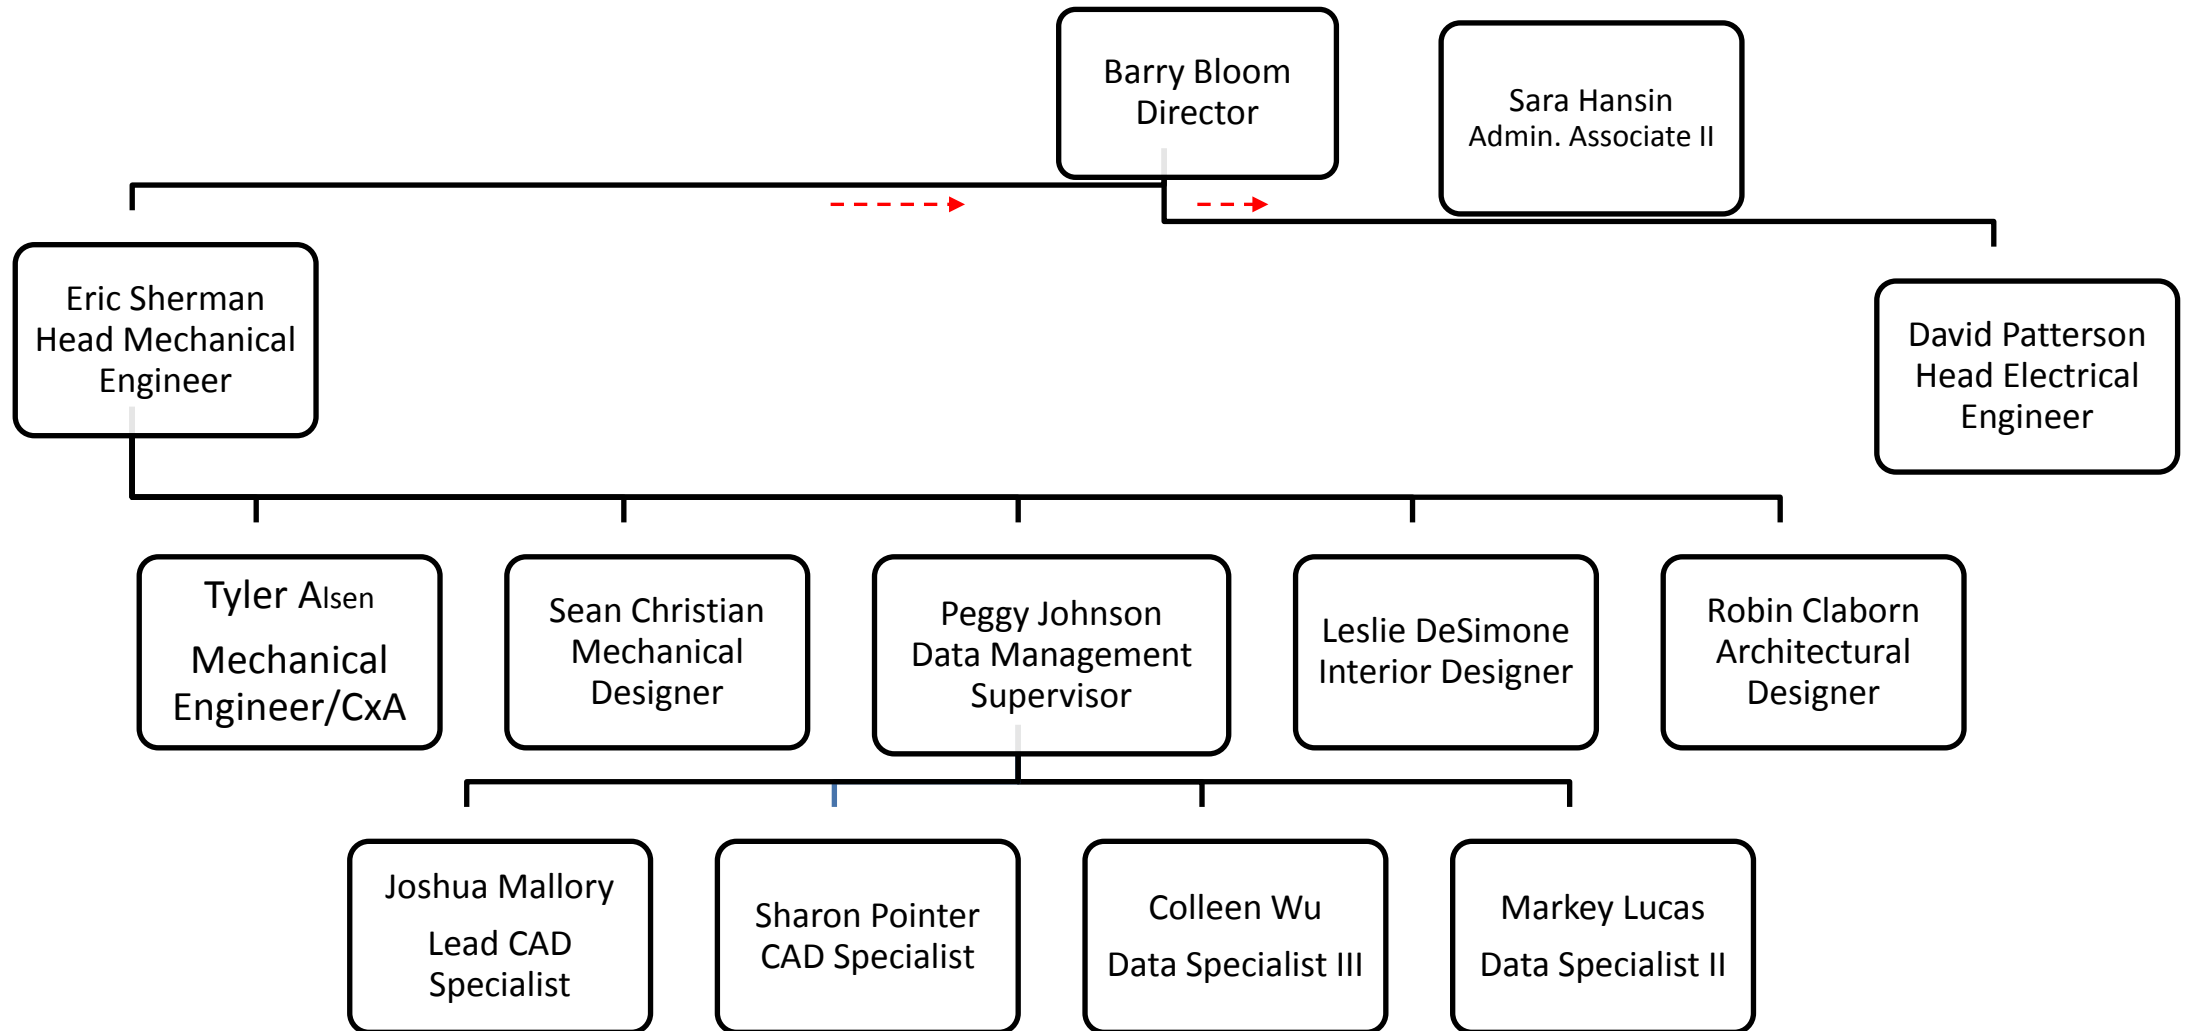 Barry Bloom
Director
Sara Hansin
Admin. Associate II
Eric Sherman
Head Mechanical
Engineer
David Patterson
Head Electrical
Engineer
Tyler Alsen
Mechanical
Engineer/CxA
Sean Christian
Mechanical
Designer
Peggy Johnson
Data Management
Supervisor
Leslie DeSimone
Interior Designer
Robin Claborn
Architectural
Designer
Joshua Mallory
Lead CAD
Specialist
Sharon Pointer
CAD Specialist
Colleen Wu
Data Specialist III
Markey Lucas
Data Specialist II